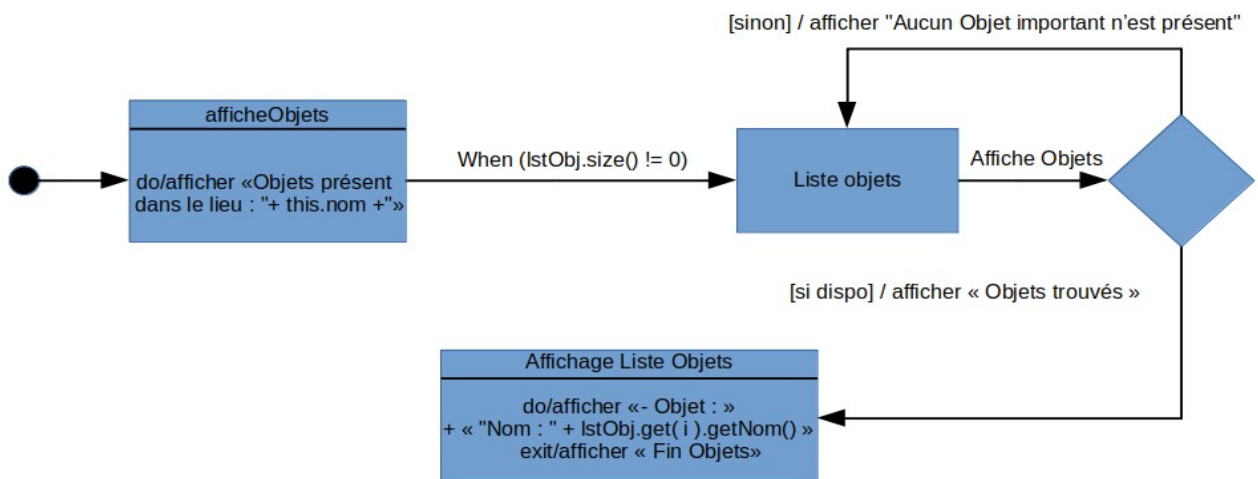 [sinon] / afficher "Aucun Objet important n'est présent"
afficheObjets
do/afficher «Objets présent
dans le lieu : "+ this.nom +"»
When (lstObj.size() != 0)
Liste objets
Affiche Objets
[si dispo] / afficher « Objets trouvés »
Affichage Liste Objets
do/afficher «- Objet : »
+ « "Nom : " + lstObj.get( i ).getNom() »
exit/afficher « Fin Objets»